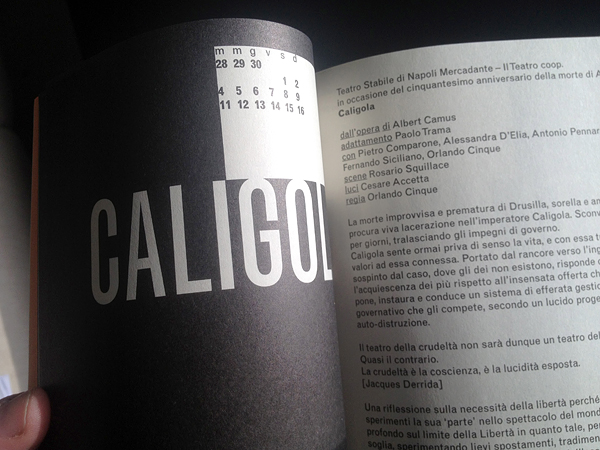 m m g v s d
28 29 30
1 2
4 5 6 7 8 9
11 12 13 14 15 16
CALIGOL
Teatro Stabile di Napoli Mercadante – Il Teatro coop.
in occasione del cinquantesimo anniversario della morte di A
Caligola
dall'opera di Albert Camus
adattamento Paolo Trama
con Pietro Comparone, Alessandra D'Elia, Antonio Pennar
Fernando Siciliano, Orlando Cinque
scene Rosario Squillace
luci Cesare Accetta
regia Orlando Cinque
La morte improvvisa e prematura di Drusilla, sorella e am
procura viva lacerazione nell'imperatore Caligola. Sconv
per giorni, tralasciando gli impegni di governo.
Caligola sente ormai priva di senso la vita, e con essa t
valori ad essa connessa. Portato dal rancore verso l'ing
sospinto dal caso, dove gli dei non esistono, risponde c
l'acquiescenza dei più rispetto all'insensata offerta ch
pone, instaura e conduce un sistema di efferata gestio
governativo che gli compete, secondo un lucido proge
auto-distruzione.
Il teatro della crudeltà non sarà dunque un teatro del
Quasi il contrario.
La crudeltà è la coscienza, è la lucidità esposta.
[Jacques Derrida]
Una riflessione sulla necessità della libertà perché
sperimenti la sua 'parte' nello spettacolo del mond
profondo sul limite della Libertà in quanto tale, per
soglia, sperimentando lievi spostamenti, tradimen